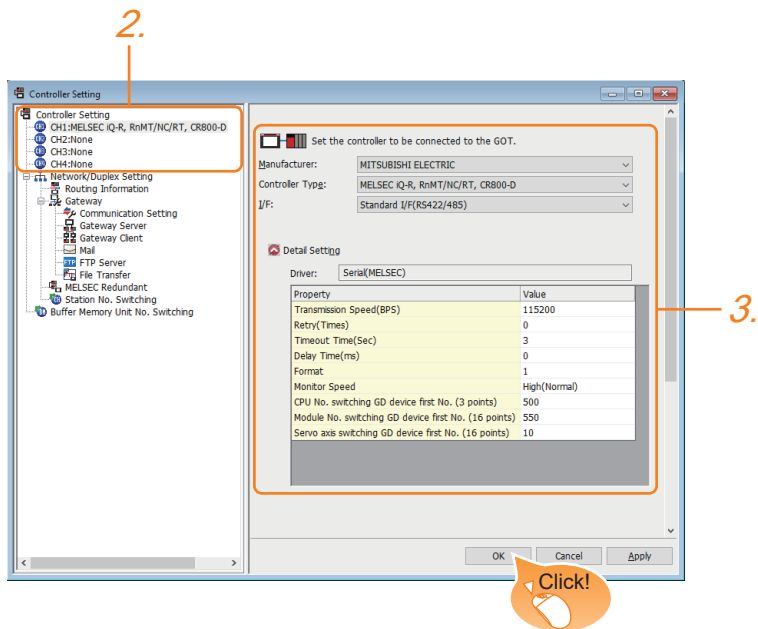 2.
Controller Setting
Controller Setting
CH1:MELSEC iQ-R, RnMT/NC/RT, CR800-D
CH2:None
CH3:None
CH4:None
Network/Duplex Setting
Routing Information
Gateway
Communication Setting
Gateway Server
Gateway Client
Mail
FTP FTP Server
File Transfer
MELSEC Redundant
Station No. Switching
Buffer Memory Unit No. Switching
Set the controller to be connected to the GOT.
Manufacturer: MITSUBISHI ELECTRIC
Controller Type: MELSEC iQ-R, RnMT/NC/RT, CR800-D
I/F: Standard I/F(RS422/485)
Detail Setting
Driver: Serial(MELSEC)
Property Value
Transmission Speed(BPS) 115200
Retry(Times) 0
Timeout Time(Sec) 3
Delay Time(ms) 0
Format 1
Monitor Speed High(Normal)
CPU No. switching GD device first No. (3 points) 500
Module No. switching GD device first No. (16 points) 550
Servo axis switching GD device first No. (16 points) 10
3.
OK Cancel Apply
Click!